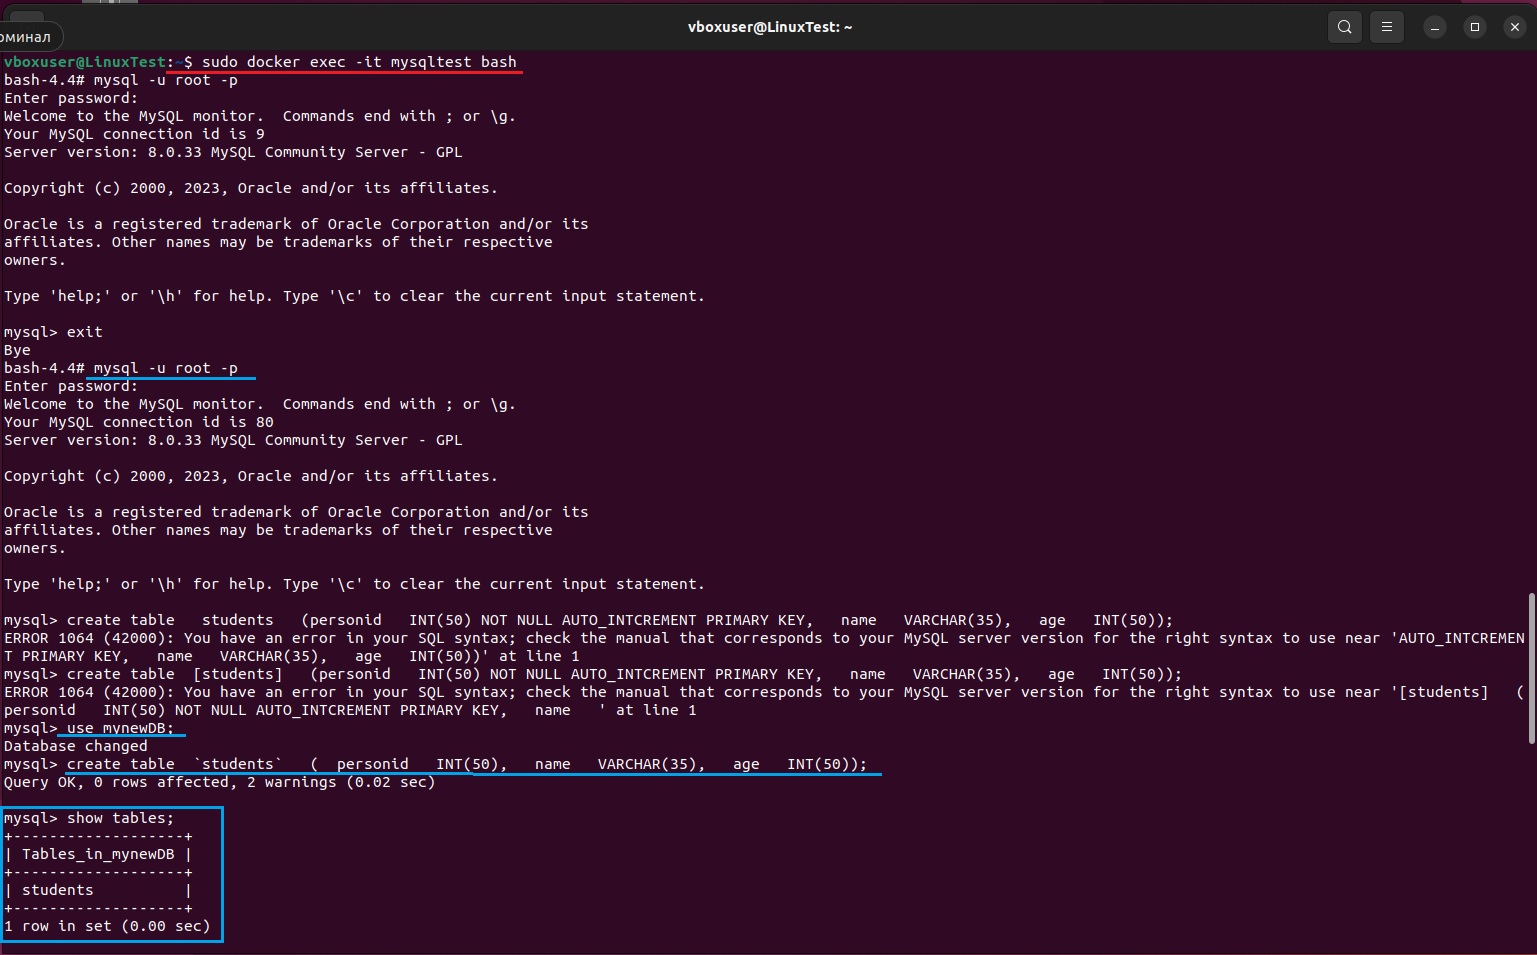 vboxuser@LinuxTest: ~
оминал
vboxuser@LinuxTest:~$ sudo docker exec -it mysqltest bash
bash-4.4# mysql -u root -p
Enter password:
Welcome to the MySQL monitor.  Commands end with ; or \g.
Your MySQL connection id is 9
Server version: 8.0.33 MySQL Community Server - GPL

Copyright (c) 2000, 2023, Oracle and/or its affiliates.

Oracle is a registered trademark of Oracle Corporation and/or its
affiliates. Other names may be trademarks of their respective
owners.

Type 'help;' or '\h' for help. Type '\c' to clear the current input statement.

mysql> exit
Bye
bash-4.4# mysql -u root -p
Enter password:
Welcome to the MySQL monitor.  Commands end with ; or \g.
Your MySQL connection id is 80
Server version: 8.0.33 MySQL Community Server - GPL

Copyright (c) 2000, 2023, Oracle and/or its affiliates.

Oracle is a registered trademark of Oracle Corporation and/or its
affiliates. Other names may be trademarks of their respective
owners.

Type 'help;' or '\h' for help. Type '\c' to clear the current input statement.

mysql> create table   students   (personid   INT(50) NOT NULL AUTO_INTCREMENT PRIMARY KEY,   name   VARCHAR(35),   age   INT(50));
ERROR 1064 (42000): You have an error in your SQL syntax; check the manual that corresponds to your MySQL server version for the right syntax to use near 'AUTO_INTCREMEN
T PRIMARY KEY,   name   VARCHAR(35),   age   INT(50))' at line 1
mysql> create table  [students]   (personid   INT(50) NOT NULL AUTO_INTCREMENT PRIMARY KEY,   name   VARCHAR(35),   age   INT(50));
ERROR 1064 (42000): You have an error in your SQL syntax; check the manual that corresponds to your MySQL server version for the right syntax to use near '[students]   (
personid   INT(50) NOT NULL AUTO_INTCREMENT PRIMARY KEY,   name   ' at line 1
mysql> use mynewDB;
Database changed
mysql> create table  `students`   (  personid   INT(50),   name   VARCHAR(35),   age   INT(50));
Query OK, 0 rows affected, 2 warnings (0.02 sec)

mysql> show tables;
+-------------------+
| Tables_in_mynewDB |
+-------------------+
| students          |
+-------------------+
1 row in set (0.00 sec)